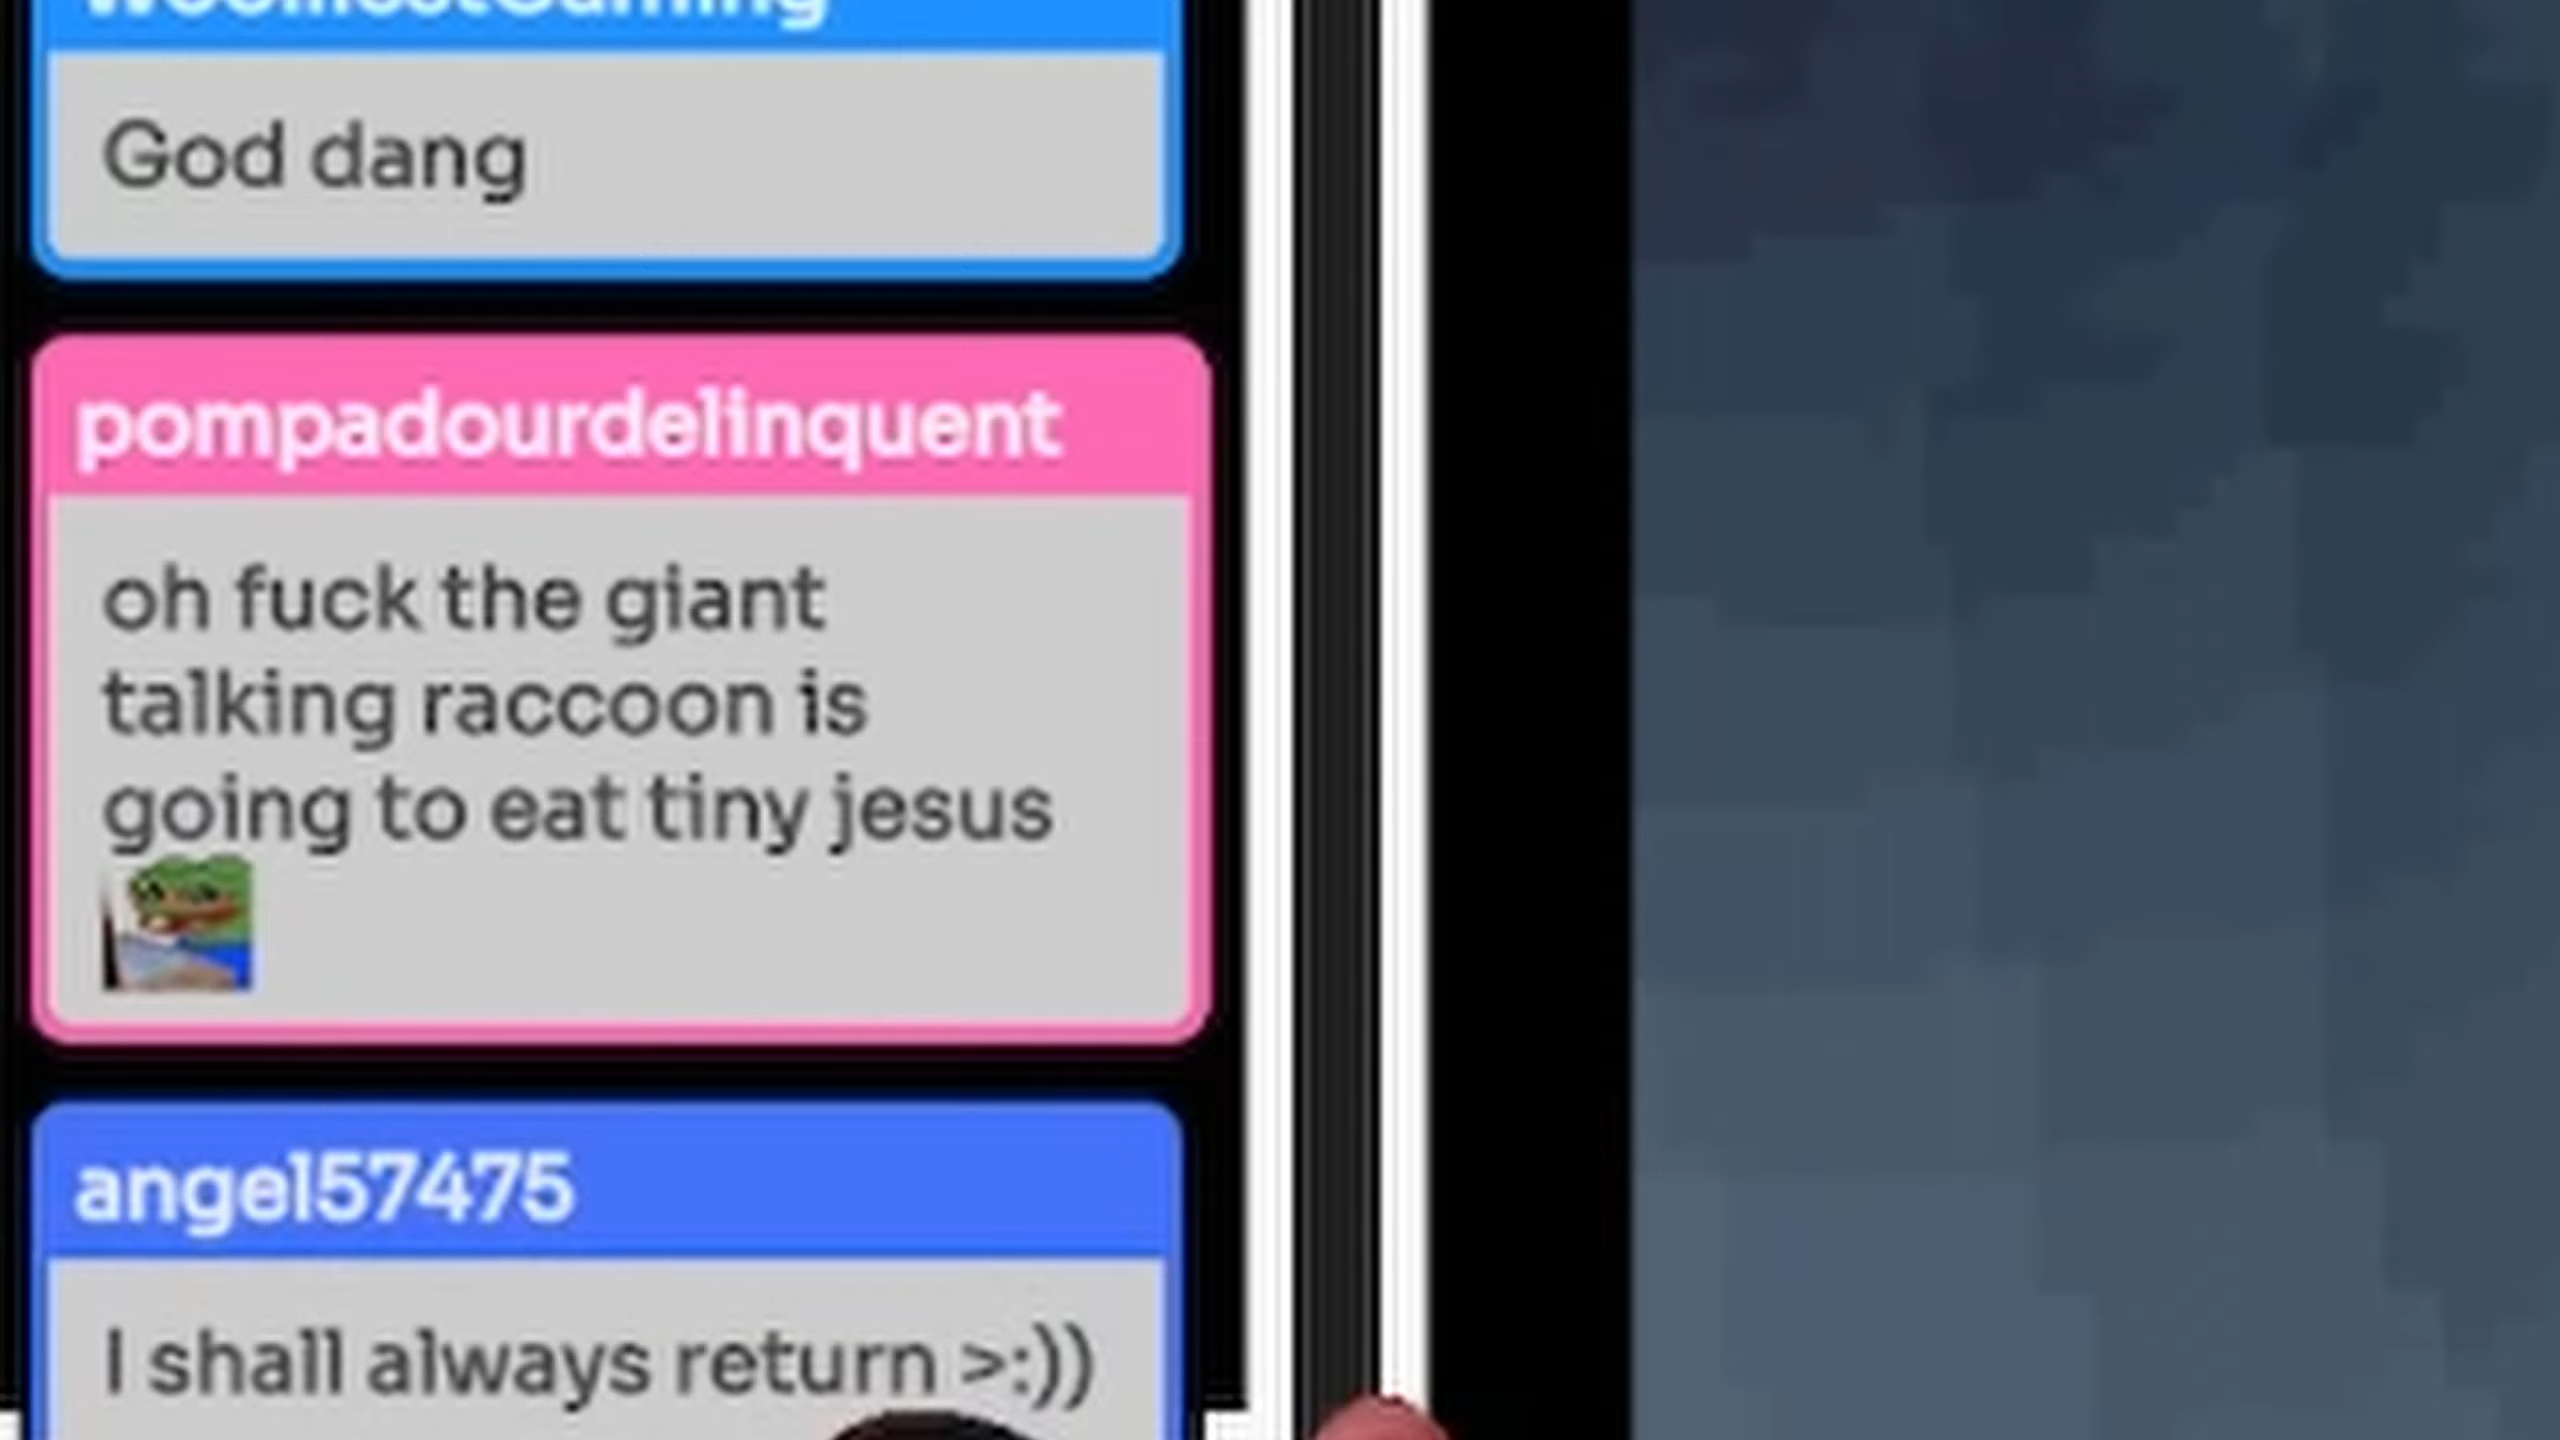 God dang
pompadourdelinquent
oh fuck the giant
talking raccoon is
going to eat tiny jesus
angel57475
I shall always return >:))